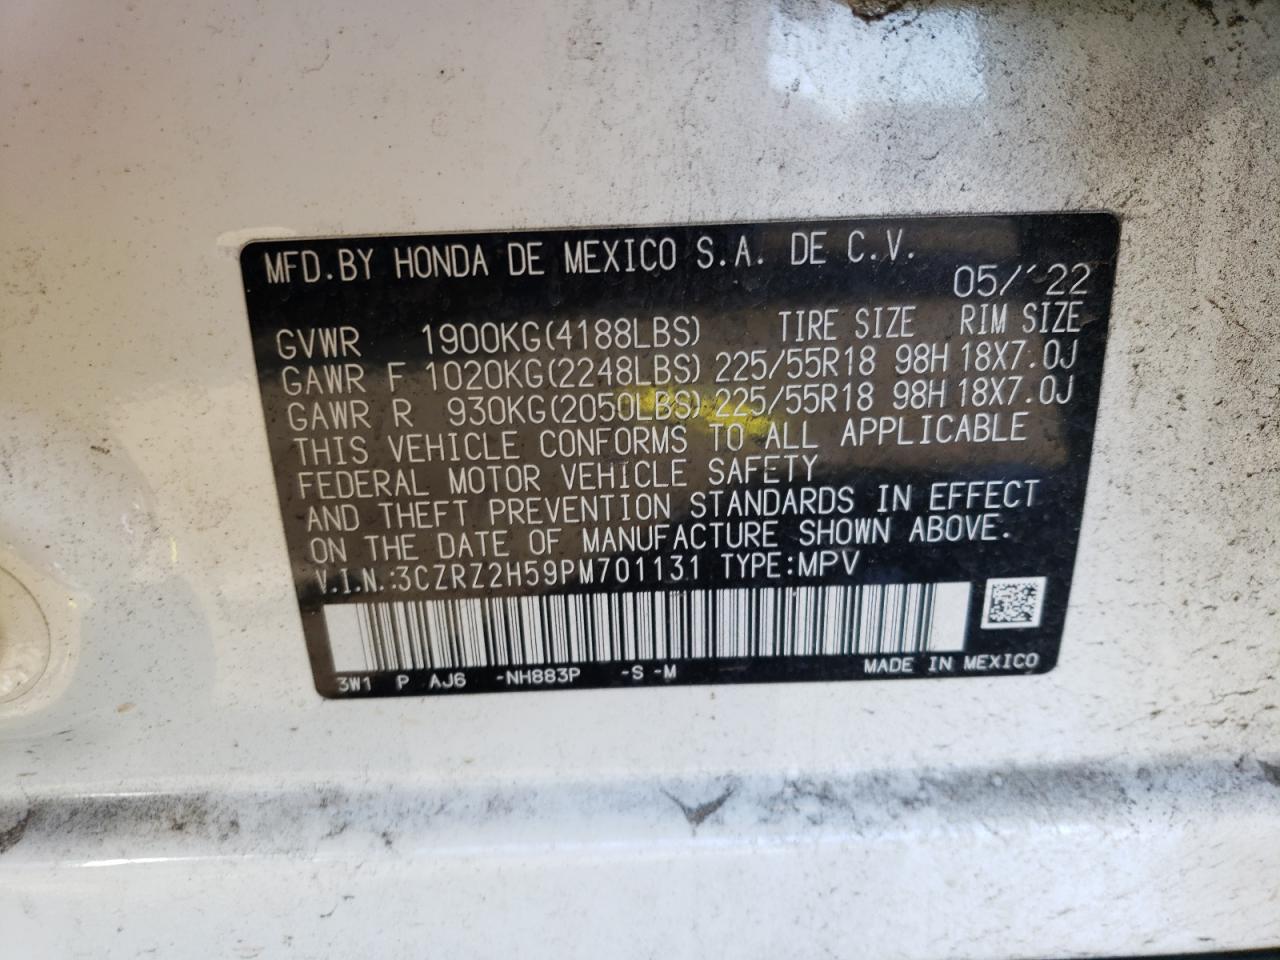 MFD.BY HONDA DE MEXICO S.A. DE C.V.
05/'22
GVWR 1900KG(4188LBS) TIRE SIZE RIM SIZE
GAWR F 1020KG(2248LBS) 225/55R18 98H 18X7.0J
GAWR R 930KG(2050LBS) 225/55R18 98H 18X7.0J
THIS VEHICLE CONFORMS TO ALL APPLICABLE
FEDERAL MOTOR VEHICLE SAFETY
AND THEFT PREVENTION STANDARDS IN EFFECT
ON THE DATE OF MANUFACTURE SHOWN ABOVE.
V.I.N.:3CZRZ2H59PM701131 TYPE:MPV
3W1 P AJ6 -NH883P -S -M MADE IN MEXICO